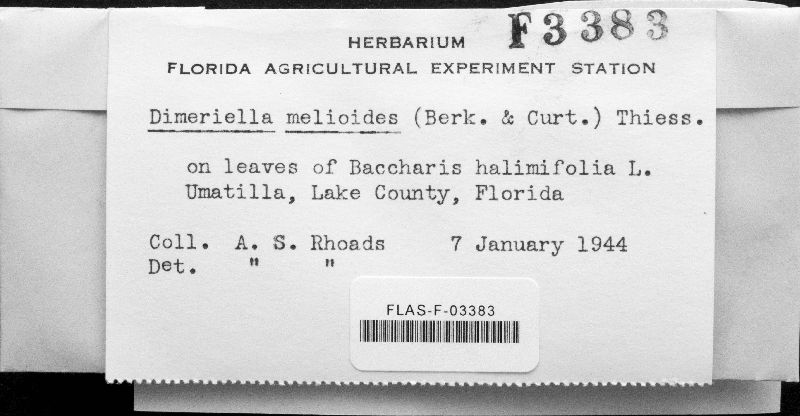 F3383
HERBARIUM
FLORIDA AGRICULTURAL EXPERIMENT STATION
Dimeriella melioides (Berk. & Curt.) Thiess.
on leaves of Baccharis halimifolia L.
Umatilla, Lake County, Florida
Coll. A. S. Rhoads 7 January 1944
Det. " "
FLAS-F-03383